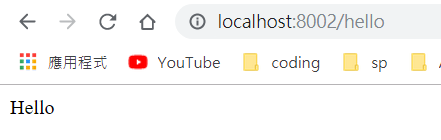 localhost:8002/hello
應用程式 YouTube coding sp
Hello